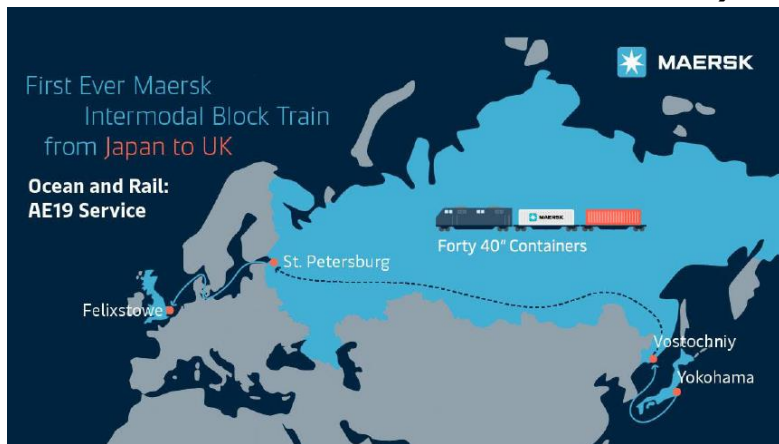 MAERSK
First Ever Maersk
Intermodal Block Train
from Japan to UK
Ocean and Rail:
AE19 Service
MAERSK
Forty 40" Containers
St. Petersburg
Felixstowe
Vostochniy
Yokohama